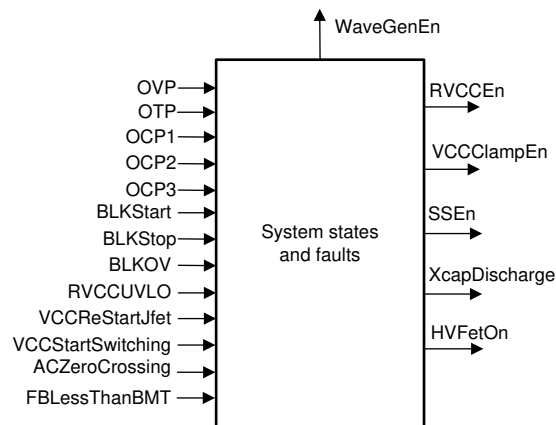 WaveGenEn
OVP
OTP
OCP1
OCP2
OCP3
BLKStart
BLKStop
BLKOV
RVCCUVLO
VCCReStartJfet
VCCStartSwitching
ACZeroCrossing
FBLessThanBMT
System states
and faults
RVCCEn
VCCClampEn
SSEn
XcapDischarge
HVFetOn